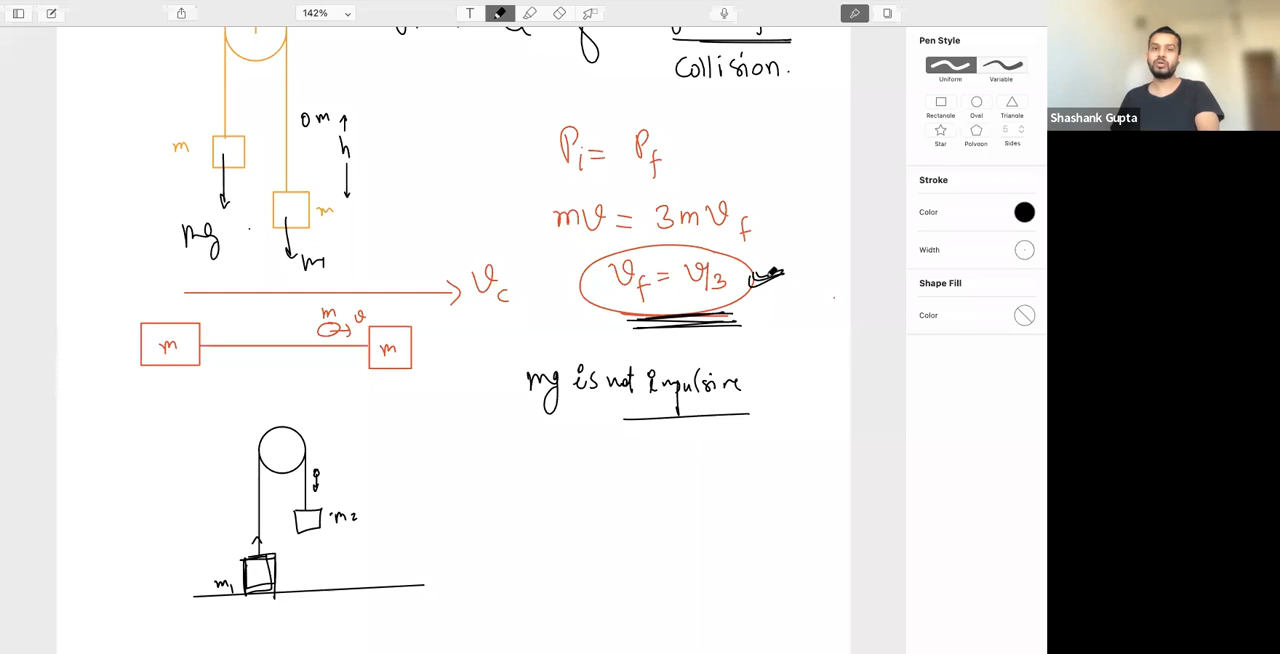 142%
T
Pen Style
Uniform
Variable
Rectangle
Oval
Triangle
Star
Polygon
5
Sides
Stroke
Color
Width
Shape Fill
Color
Shashank Gupta
collision.
m
0 m
h
m
mg
m
Pi = Pf
mv = 3mvf
vf = v/3
vc
m
v
m
m
mg is not impulsive
m2
m1